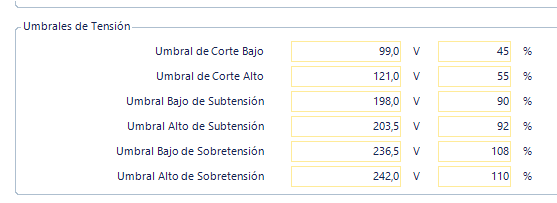 Umbrales de Tensión
Umbral de Corte Bajo 99,0 V 45 %
Umbral de Corte Alto 121,0 V 55 %
Umbral Bajo de Subtensión 198,0 V 90 %
Umbral Alto de Subtensión 203,5 V 92 %
Umbral Bajo de Sobretensión 236,5 V 108 %
Umbral Alto de Sobretensión 242,0 V 110 %